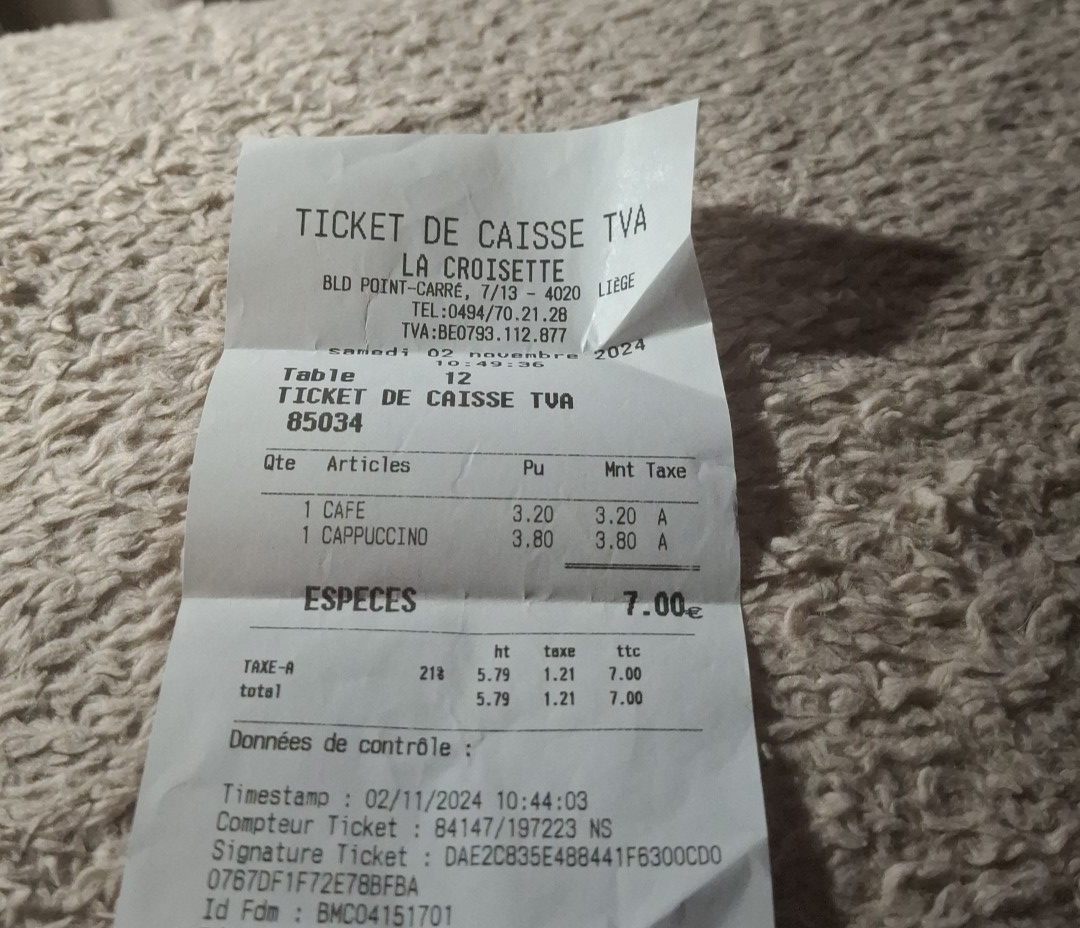 TICKET DE CAISSE TVA
LA CROISETTE
BLD POINT-CARRÉ, 7/13 - 4020 LIèGE
TEL:0494/70.21.28
TVA:BE0793.112.877
samedi 02 novembre 2024
10:49:36
Table 12
TICKET DE CAISSE TVA
85034
Qte Articles Pu Mnt Taxe
1 CAFE 3.20 3.20 A
1 CAPPUCCINO 3.80 3.80 A
ESPECES 7.00€
ht taxe ttc
TAXE-A 21% 5.79 1.21 7.00
total 5.79 1.21 7.00
Données de contrôle :
Timestamp : 02/11/2024 10:44:03
Compteur Ticket : 84147/197223 NS
Signature Ticket : DAE2C835E488441F6300CD0
0767DF1F72E78BFBA
Id Fdm : BMC04151701